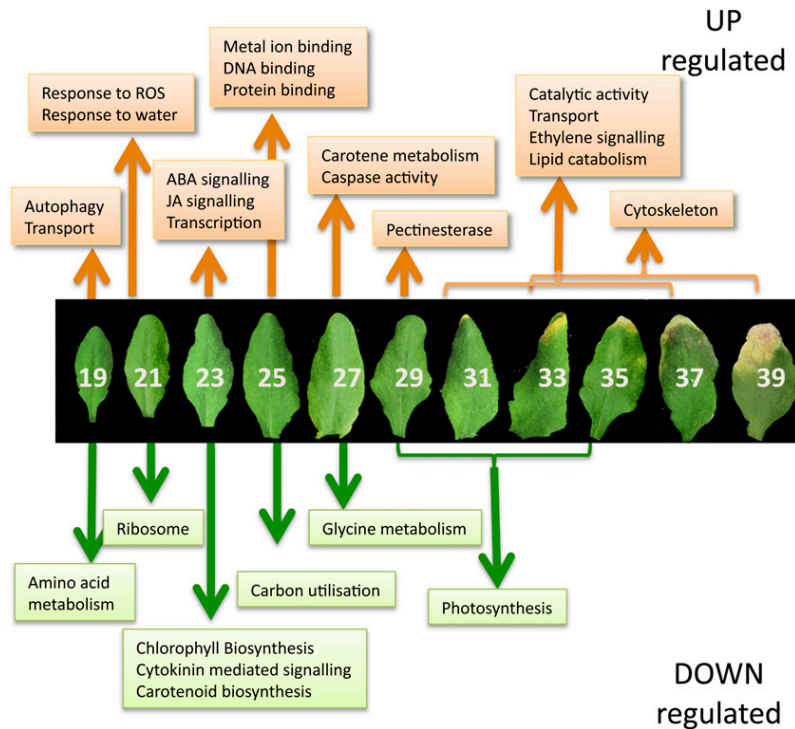 UP
regulated
Metal ion binding
DNA binding
Protein binding
Response to ROS
Response to water
Catalytic activity
Transport
Ethylene signalling
Lipid catabolism
ABA signalling
JA signalling
Transcription
Carotene metabolism
Caspase activity
Autophagy
Transport
Pectinesterase
Cytoskeleton
19 21 23 25 27 29 31 33 35 37 39
Ribosome
Glycine metabolism
Amino acid
metabolism
Carbon utilisation
Photosynthesis
Chlorophyll Biosynthesis
Cytokinin mediated signalling
Carotenoid biosynthesis
DOWN
regulated